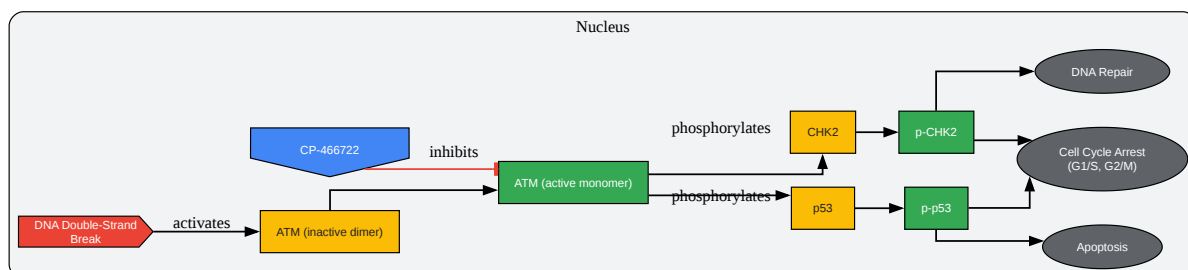 Nucleus
DNA Repair
phosphorylates
CHK2
p-CHK2
CP-466722
inhibits
Cell Cycle Arrest
(G1/S, G2/M)
ATM (active monomer)
phosphorylates
p53
p-p53
DNA Double-Strand
Break
activates
ATM (inactive dimer)
Apoptosis